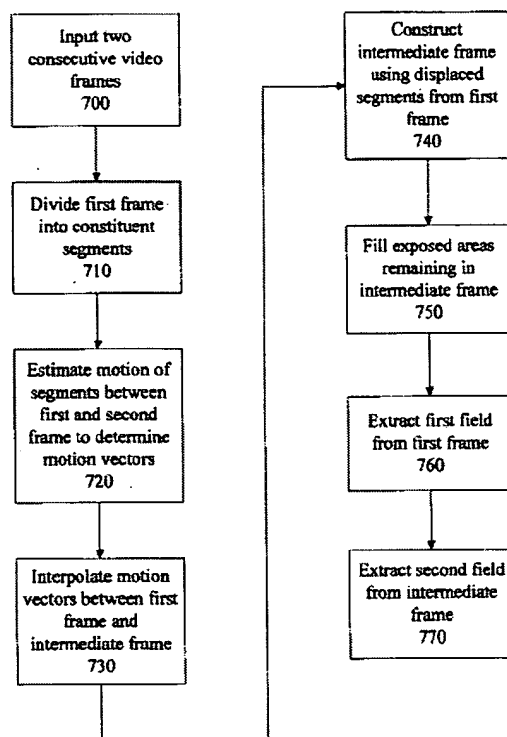 Input two
consecutive video
frames
700
Divide first frame
into constituent
segments
710
Estimate motion of
segments between
first and second
frame to determine
motion vectors
720
Interpolate motion
vectors between first
frame and
intermediate frame
730
Construct
intermediate frame
using displaced
segments from first
frame
740
Fill exposed areas
remaining in
intermediate frame
750
Extract first field
from first frame
760
Extract second field
from intermediate
frame
770